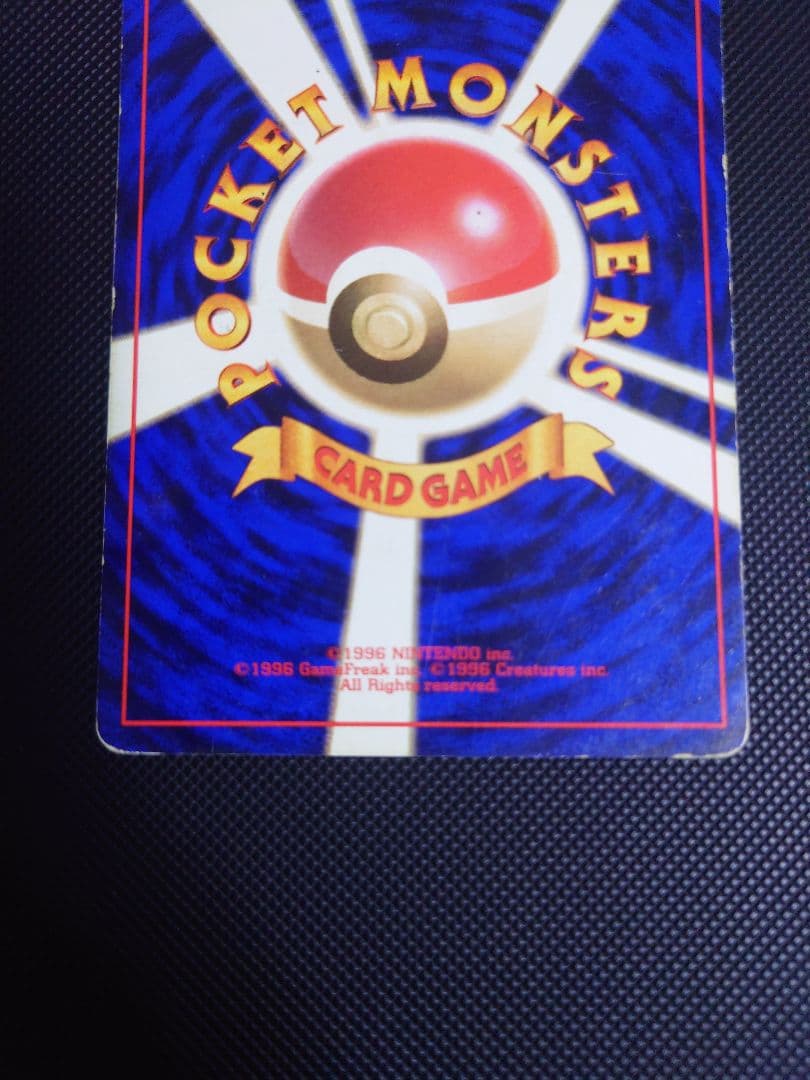 POCKET MONSTERS
CARD GAME
©1996 NINTENDO inc.
©1996 GameFreak inc. ©1996 Creatures inc.
All Rights reserved.